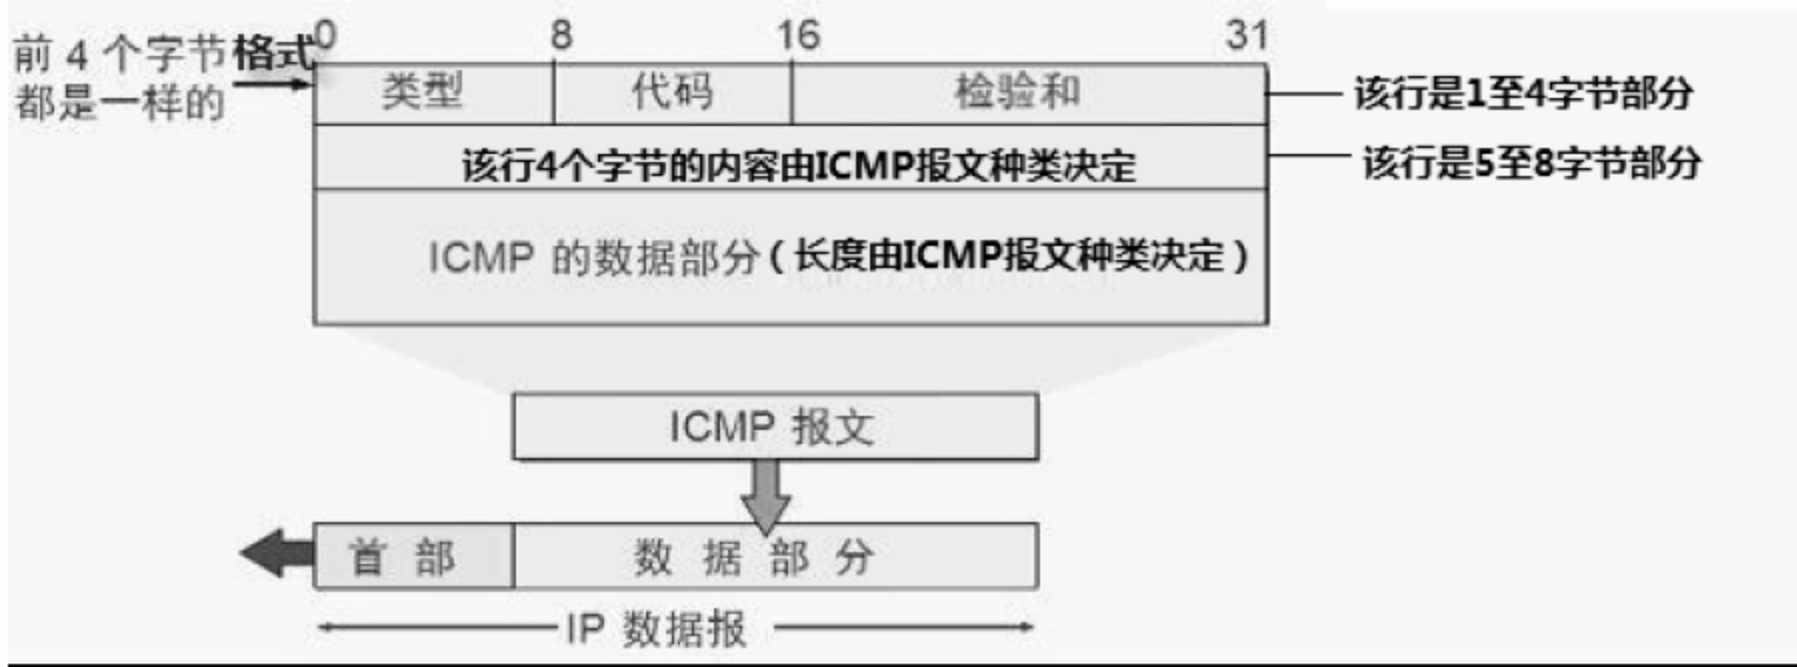 0 8 16 31
前 4 个字节格式
都是一样的
类型 代码 检验和
该行是1至4字节部分
该行4个字节的内容由ICMP报文种类决定
该行是5至8字节部分
ICMP 的数据部分(长度由ICMP报文种类决定)
ICMP 报文
首 部 数 据 部 分
IP 数据报